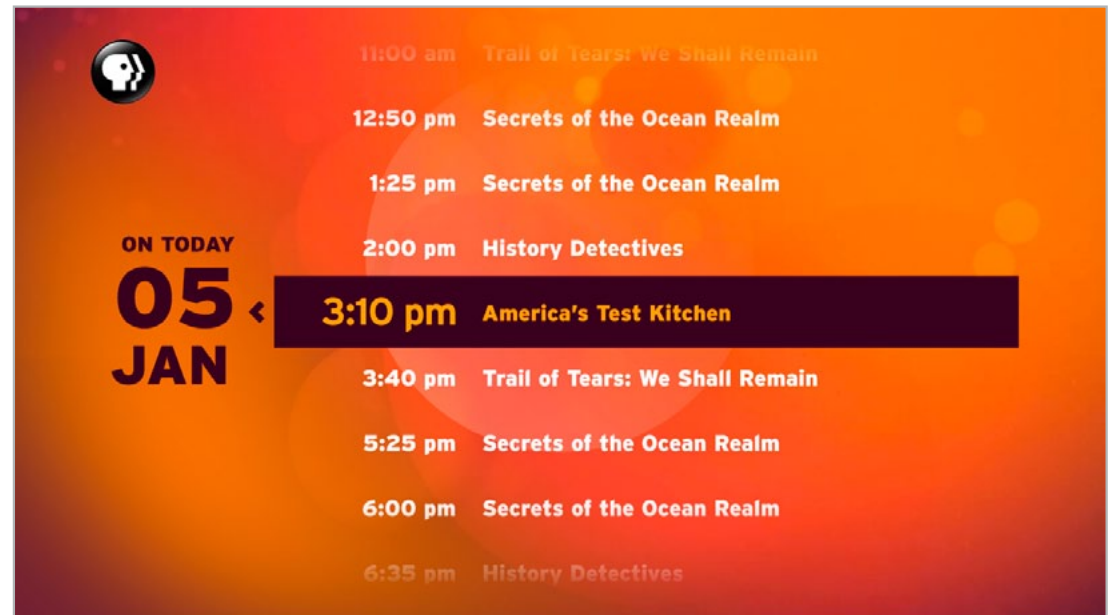 11:00 am Trail of Tears: We Shall Remain
12:50 pm Secrets of the Ocean Realm
1:25 pm Secrets of the Ocean Realm
2:00 pm History Detectives
ON TODAY
05
JAN
3:10 pm America's Test Kitchen
3:40 pm Trail of Tears: We Shall Remain
5:25 pm Secrets of the Ocean Realm
6:00 pm Secrets of the Ocean Realm
6:35 pm History Detectives